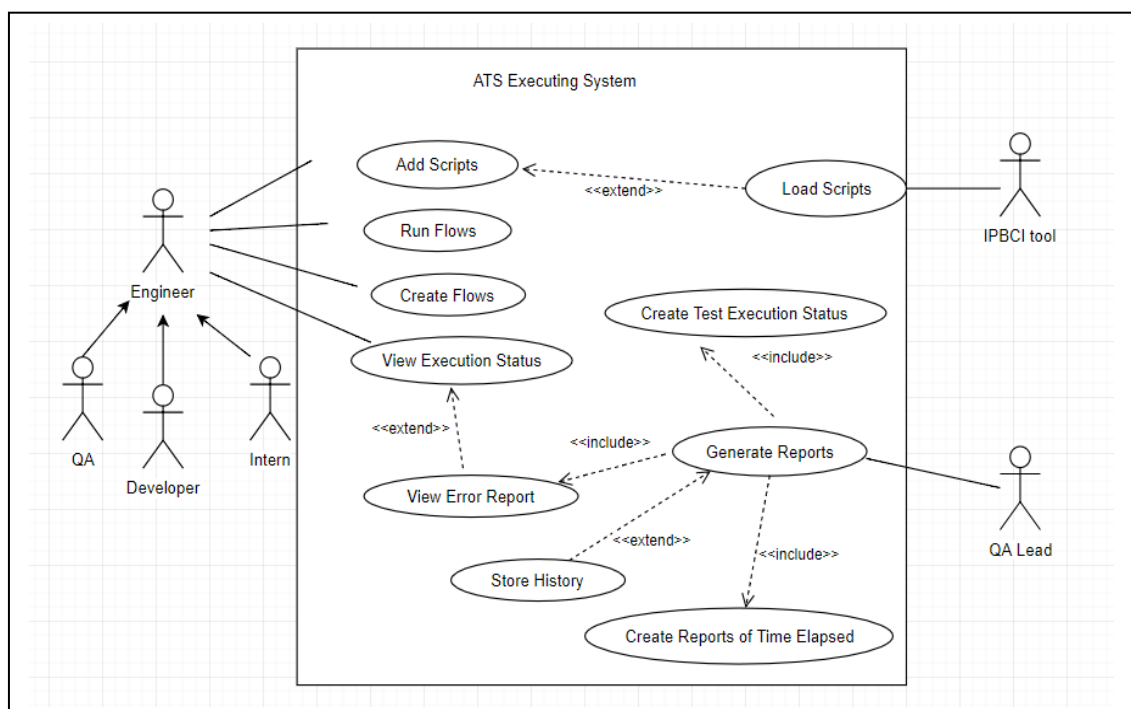 ATS Executing System
Add Scripts
<<extend>>
Load Scripts
IPBCI tool
Run Flows
Engineer
Create Flows
Create Test Execution Status
View Execution Status
<<include>>
<<extend>>
<<include>>
Generate Reports
QA
Intern
Developer
View Error Report
<<extend>>
QA Lead
<<include>>
Store History
Create Reports of Time Elapsed